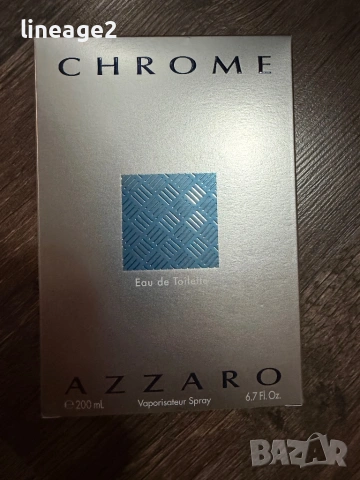 lineage2
CHROME
Eau de Toilette
AZZARO
℮ 200 mL Vaporisateur Spray 6.7 Fl. Oz.
BAZAR